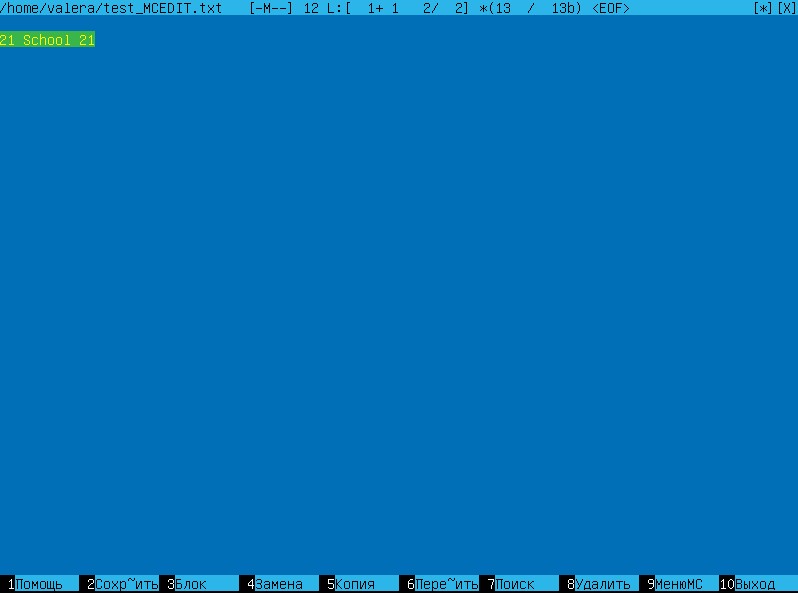 /home/valera/test_MCEDIT.txt [-M--] 12 L:[ 1+ 1 2/ 2] *(13 / 13b) <EOF> [*][X]
21 School 21
1Помощь 2Сохр~ить 3Блок 4Замена 5Копия 6Пере~ить 7Поиск 8Удалить 9МенюMC 10Выход